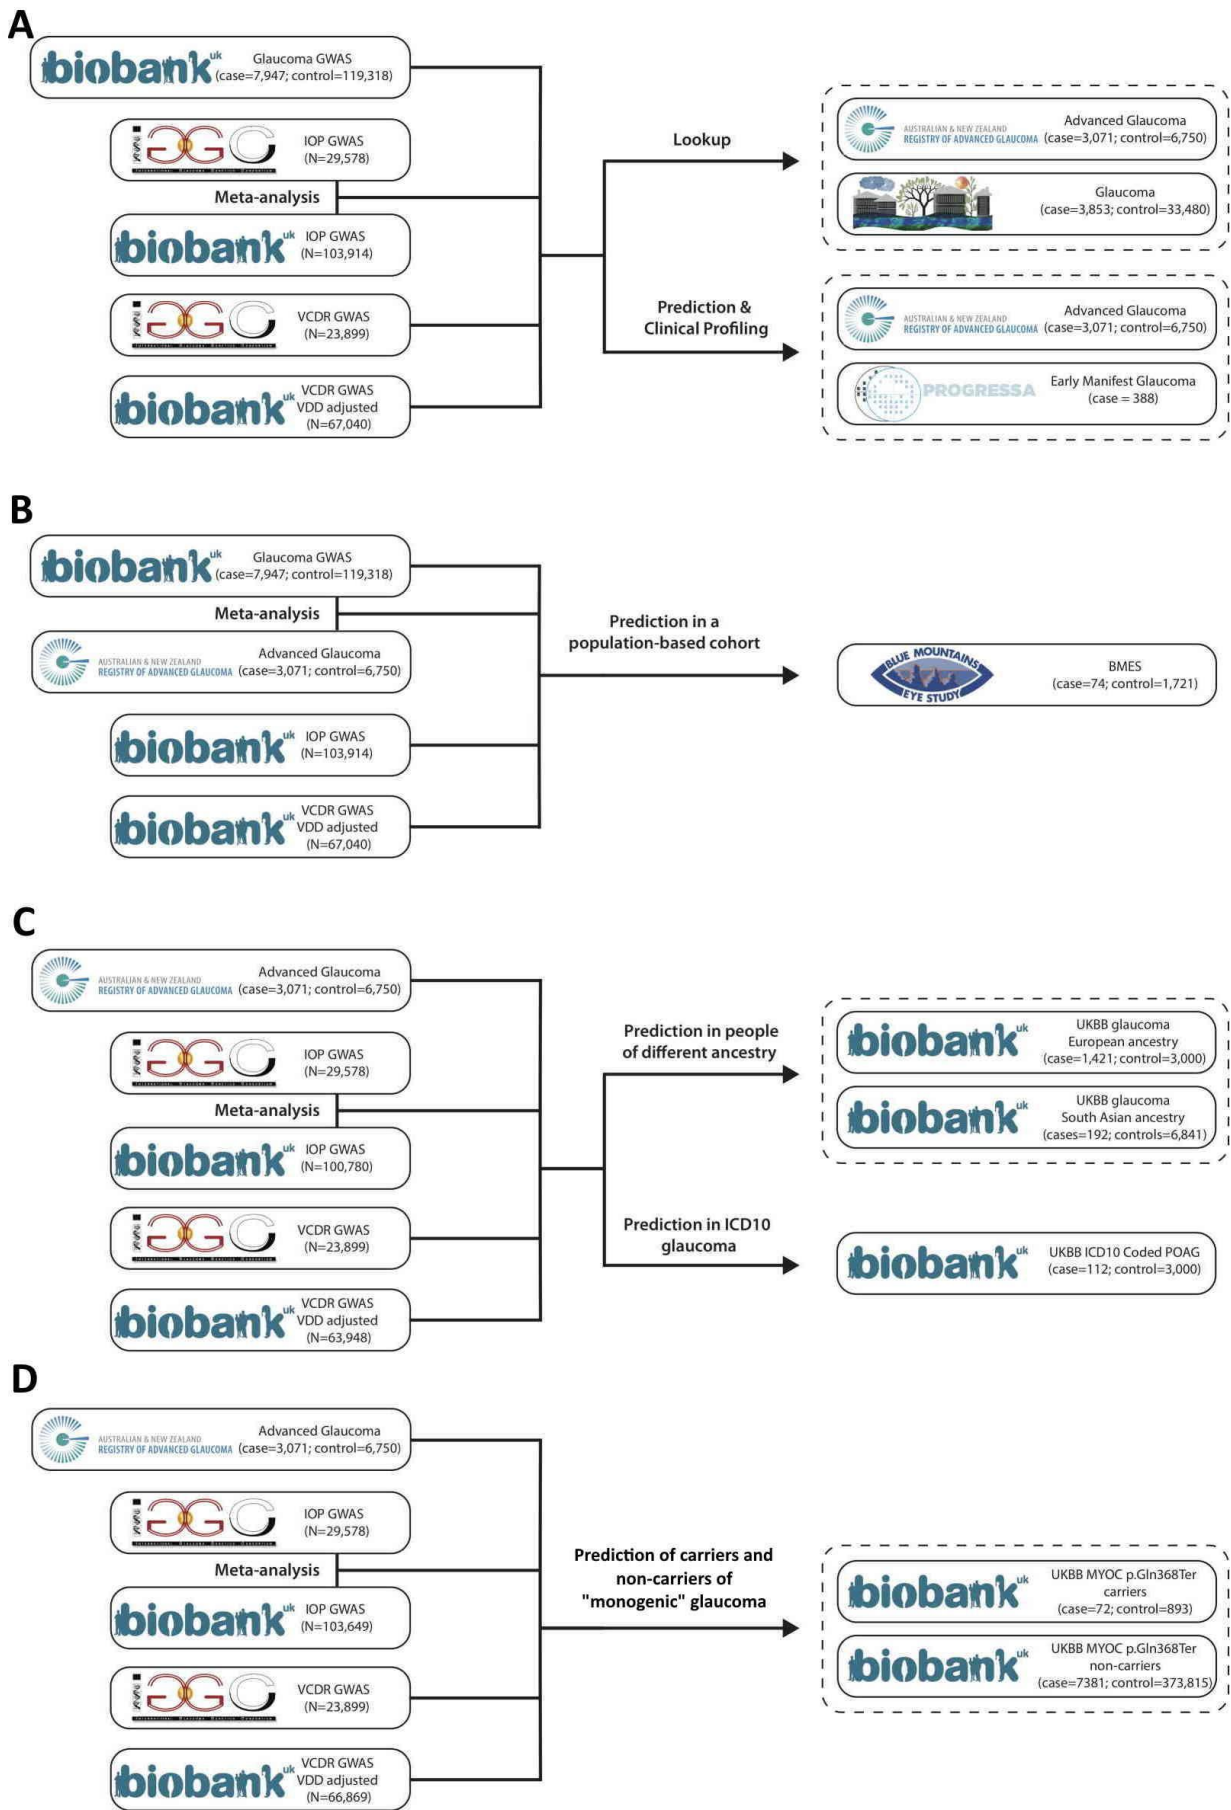 A
biobank uk
Glaucoma GWAS
(case=7,947; control=119,318)
IOP GWAS
(N=29,578)
Meta-analysis
biobank uk
IOP GWAS
(N=103,914)
VCDR GWAS
(N=23,899)
biobank uk
VCDR GWAS
VDD adjusted
(N=67,040)
Lookup
Prediction &
Clinical Profiling
AUSTRALIAN & NEW ZEALAND
REGISTRY OF ADVANCED GLAUCOMA
Advanced Glaucoma
(case=3,071; control=6,750)
Glaucoma
(case=3,853; control=33,480)
AUSTRALIAN & NEW ZEALAND
REGISTRY OF ADVANCED GLAUCOMA
Advanced Glaucoma
(case=3,071; control=6,750)
PROGRESSA
Early Manifest Glaucoma
(case = 388)
B
biobank uk
Glaucoma GWAS
(case=7,947; control=119,318)
Meta-analysis
AUSTRALIAN & NEW ZEALAND
REGISTRY OF ADVANCED GLAUCOMA
Advanced Glaucoma
(case=3,071; control=6,750)
biobank uk
IOP GWAS
(N=103,914)
biobank uk
VCDR GWAS
VDD adjusted
(N=67,040)
Prediction in a
population-based cohort
BLUE MOUNTAINS
EYE STUDY
BMES
(case=74; control=1,721)
C
AUSTRALIAN & NEW ZEALAND
REGISTRY OF ADVANCED GLAUCOMA
Advanced Glaucoma
(case=3,071; control=6,750)
IOP GWAS
(N=29,578)
Meta-analysis
biobank uk
IOP GWAS
(N=100,780)
VCDR GWAS
(N=23,899)
biobank uk
VCDR GWAS
VDD adjusted
(N=63,948)
Prediction in people
of different ancestry
Prediction in ICD10
glaucoma
biobank uk
UKBB glaucoma
European ancestry
(case=1,421; control=3,000)
biobank uk
UKBB glaucoma
South Asian ancestry
(cases=192; controls=6,841)
biobank uk
UKBB ICD10 Coded POAG
(case=112; control=3,000)
D
AUSTRALIAN & NEW ZEALAND
REGISTRY OF ADVANCED GLAUCOMA
Advanced Glaucoma
(case=3,071; control=6,750)
IOP GWAS
(N=29,578)
Meta-analysis
biobank uk
IOP GWAS
(N=103,649)
VCDR GWAS
(N=23,899)
biobank uk
VCDR GWAS
VDD adjusted
(N=66,869)
Prediction of carriers and
non-carriers of
"monogenic" glaucoma
biobank uk
UKBB MYOC p.Gln368Ter
carriers
(case=72; control=893)
biobank uk
UKBB MYOC p.Gln368Ter
non-carriers
(case=7381; control=373,815)